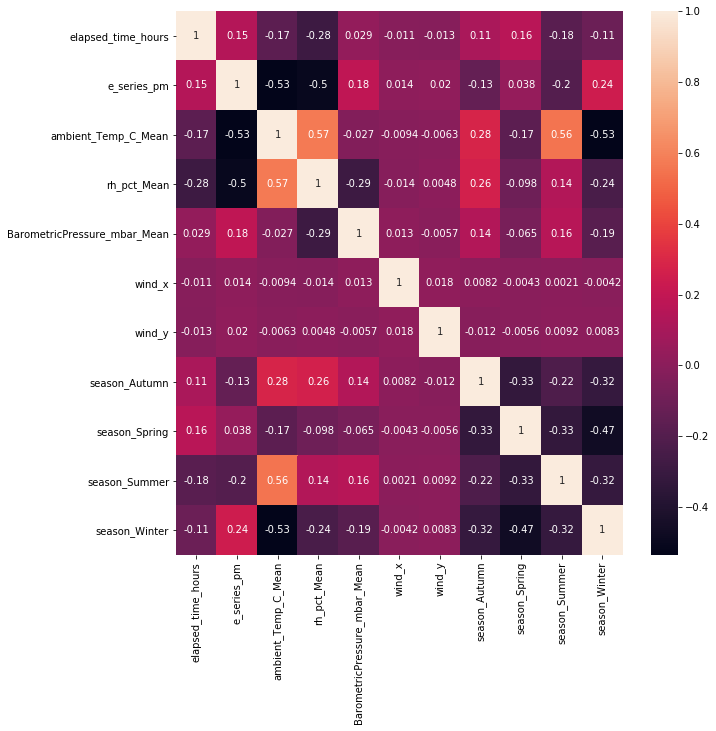 elapsed_time_hours 1 0.15 -0.17 -0.28 0.029 -0.011 -0.013 0.11 0.16 -0.18 -0.11
e_series_pm 0.15 1 -0.53 -0.5 0.18 0.014 0.02 -0.13 0.038 -0.2 0.24
ambient_Temp_C_Mean -0.17 -0.53 1 0.57 -0.027 -0.0094 -0.0063 0.28 -0.17 0.56 -0.53
rh_pct_Mean -0.28 -0.5 0.57 1 -0.29 -0.014 0.0048 0.26 -0.098 0.14 -0.24
BarometricPressure_mbar_Mean 0.029 0.18 -0.027 -0.29 1 0.013 -0.0057 0.14 -0.065 0.16 -0.19
wind_x -0.011 0.014 -0.0094 -0.014 0.013 1 0.018 0.0082 -0.0043 0.0021 -0.0042
wind_y -0.013 0.02 -0.0063 0.0048 -0.0057 0.018 1 -0.012 -0.0056 0.0092 0.0083
season_Autumn 0.11 -0.13 0.28 0.26 0.14 0.0082 -0.012 1 -0.33 -0.22 -0.32
season_Spring 0.16 0.038 -0.17 -0.098 -0.065 -0.0043 -0.0056 -0.33 1 -0.33 -0.47
season_Summer -0.18 -0.2 0.56 0.14 0.16 0.0021 0.0092 -0.22 -0.33 1 -0.32
season_Winter -0.11 0.24 -0.53 -0.24 -0.19 -0.0042 0.0083 -0.32 -0.47 -0.32 1
elapsed_time_hours
e_series_pm
ambient_Temp_C_Mean
rh_pct_Mean
BarometricPressure_mbar_Mean
wind_x
wind_y
season_Autumn
season_Spring
season_Summer
season_Winter
1.0
0.8
0.6
0.4
0.2
0.0
-0.2
-0.4